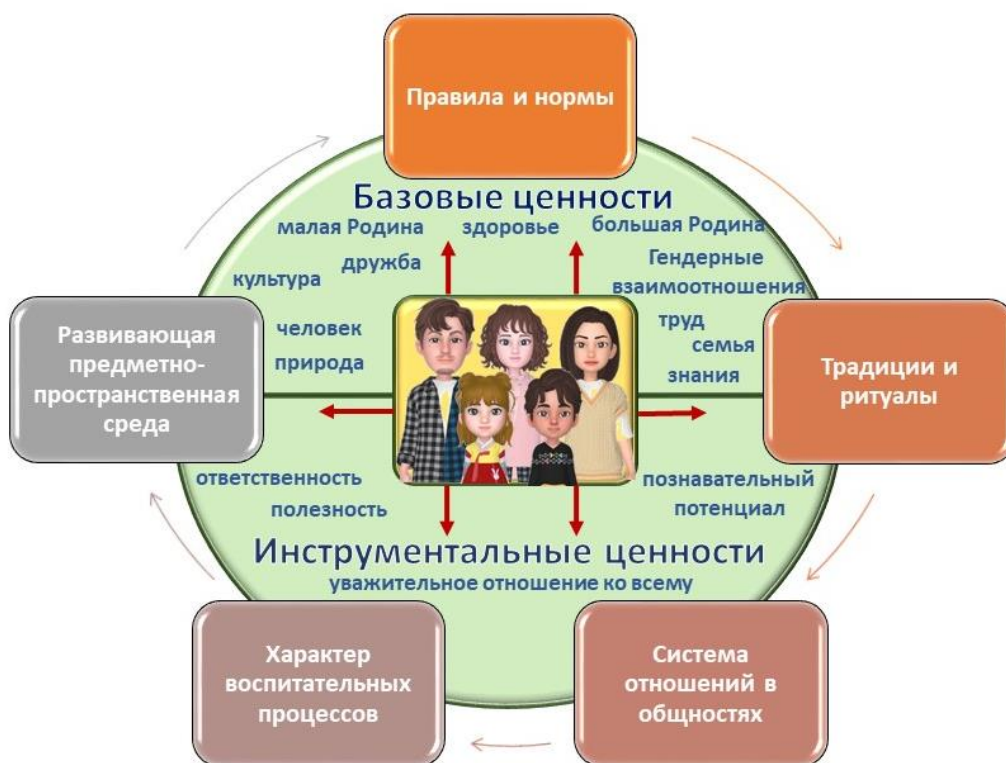 Правила и нормы
Базовые ценности
малая Родина
здоровье
большая Родина
культура
дружба
Гендерные
взаимоотношения
человек
природа
труд
семья
знания
Развивающая
предметно-
пространственная
среда
Традиции и
ритуалы
ответственность
полезность
познавательный
потенциал
Инструментальные ценности
уважительное отношение ко всему
Характер
воспитательных
процессов
Система
отношений в
общностях